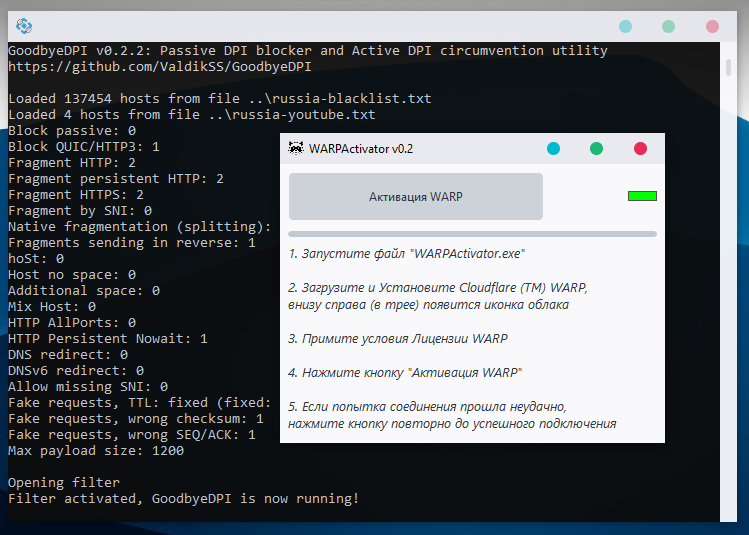 GoodbyeDPI v0.2.2: Passive DPI blocker and Active DPI circumvention utility
https://github.com/ValdikSS/GoodbyeDPI
Loaded 137454 hosts from file ..\russia-blacklist.txt
Loaded 4 hosts from file ..\russia-youtube.txt
Block passive: 0
Block QUIC/HTTP3: 1
Fragment HTTP: 2
Fragment persistent HTTP: 2
Fragment HTTPS: 2
Fragment by SNI: 0
Native fragmentation (splitting):
Fragments sending in reverse: 1
hoSt: 0
Host no space: 0
Additional space: 0
Mix Host: 0
HTTP AllPorts: 0
HTTP Persistent Nowait: 1
DNS redirect: 0
DNSv6 redirect: 0
Allow missing SNI: 0
Fake requests, TTL: fixed (fixed:
Fake requests, wrong checksum: 1
Fake requests, wrong SEQ/ACK: 1
Max payload size: 1200
Opening filter
Filter activated, GoodbyeDPI is now running!
WARPActivator v0.2
Активация WARP
1. Запустите файл "WARPActivator.exe"
2. Загрузите и Установите Cloudflare (TM) WARP,
внизу справа (в трее) появится иконка облака
3. Примите условия Лицензии WARP
4. Нажмите кнопку "Активация WARP"
5. Если попытка соединения прошла неудачно,
нажмите кнопку повторно до успешного подключения